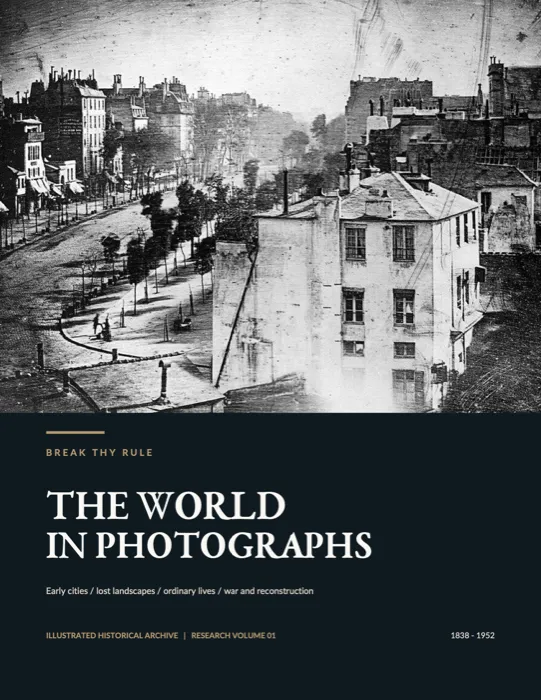 BREAK THY RULE
THE WORLD
IN PHOTOGRAPHS
Early cities / lost landscapes / ordinary lives / war and reconstruction
ILLUSTRATED HISTORICAL ARCHIVE | RESEARCH VOLUME 01
1838 - 1952